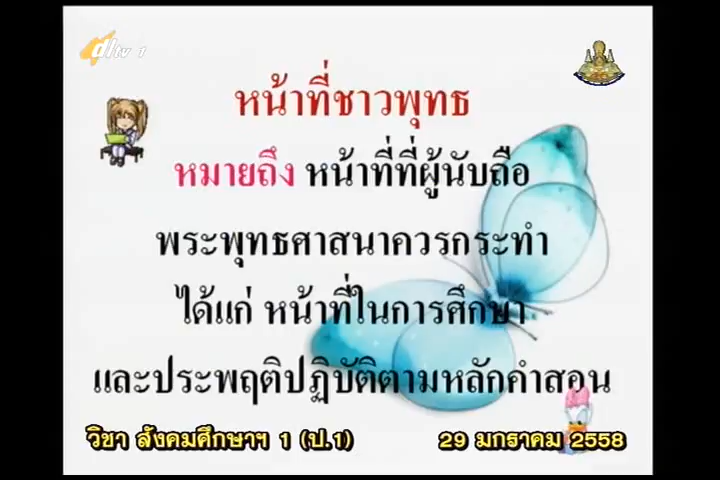 dltv 1
หน้าที่ชาวพุทธ
หมายถึง หน้าที่ที่ผู้นับถือ
พระพุทธศาสนาควรกระทำ
ได้แก่ หน้าที่ในการศึกษา
และประพฤติปฏิบัติตามหลักคำสอน
วิชา สังคมศึกษาฯ 1 (ป.1) 29 มกราคม 2558